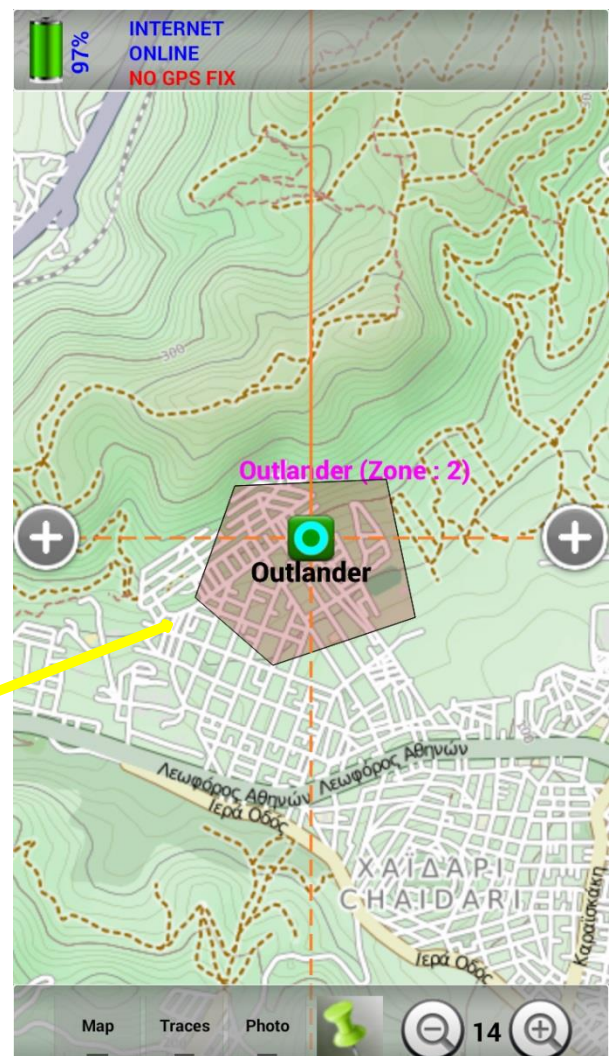 97%
INTERNET
ONLINE
NO GPS FIX
300
Outlander (Zone : 2)
Outlander
Λεωφόρος Αθηνών
Λεωφόρος Αθηνών
Ιερά Οδός
ΧΑΪΔΑΡΙ
CHAIDARI
Καραϊσκάκη
Ιερά Οδός
Map
Traces
Photo
14